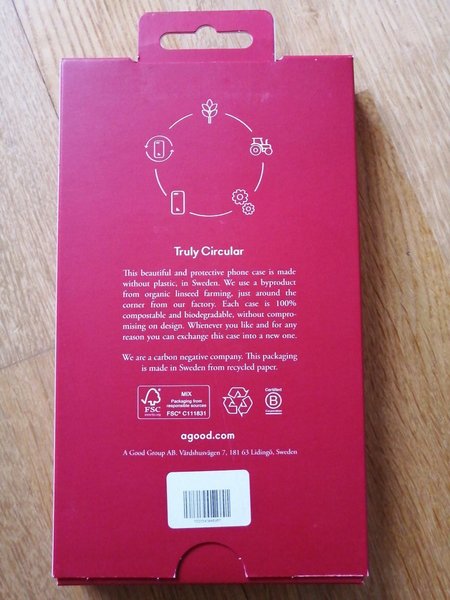 Truly Circular
This beautiful and protective phone case is made
without plastic, in Sweden. We use a byproduct
from organic linseed farming, just around the
corner from our factory. Each case is 100%
compostable and biodegradable, without compro-
mising on design. Whenever you like and for any
reason you can exchange this case into a new one.
We are a carbon negative company. This packaging
is made in Sweden from recycled paper.
FSC
MIX
Packaging from
responsible sources
FSC® C111831
Certified
B
Corporation
agood.com
A Good Group AB. Värdshusvägen 7, 181 63 Lidingö, Sweden